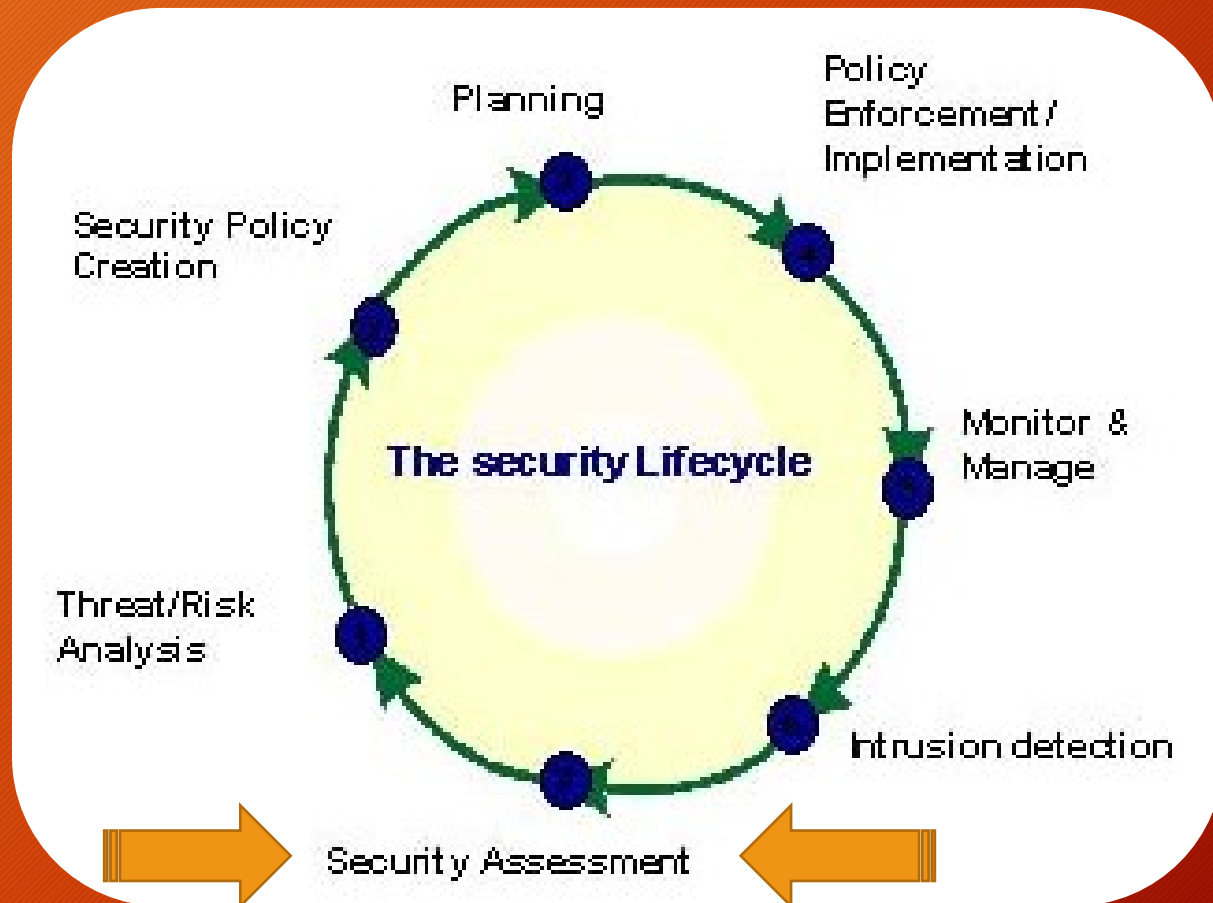 Planning
Policy
Enforcement/
Implementation
Security Policy
Creation
The security Lifecycle
Monitor &
Manage
Threat/Risk
Analysis
Intrusion detection
Security Assessment